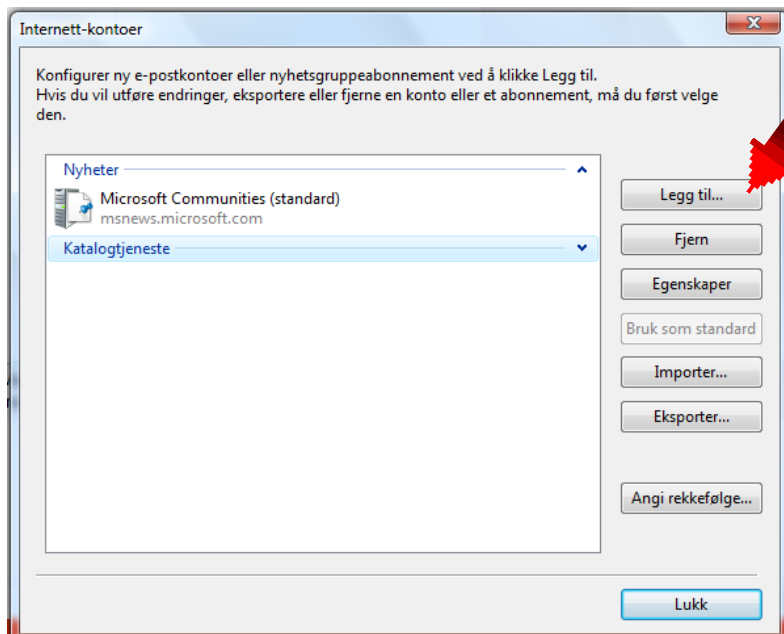 Internett-kontoer
Konfigurer ny e-postkontoer eller nyhetsgruppeabonnement ved å klikke Legg til.
Hvis du vil utføre endringer, eksportere eller fjerne en konto eller et abonnement, må du først velge
den.
Nyheter
Microsoft Communities (standard)
msnews.microsoft.com
Katalogtjeneste
Legg til...
Fjern
Egenskaper
Bruk som standard
Importer...
Eksporter...
Angi rekkefølge...
Lukk